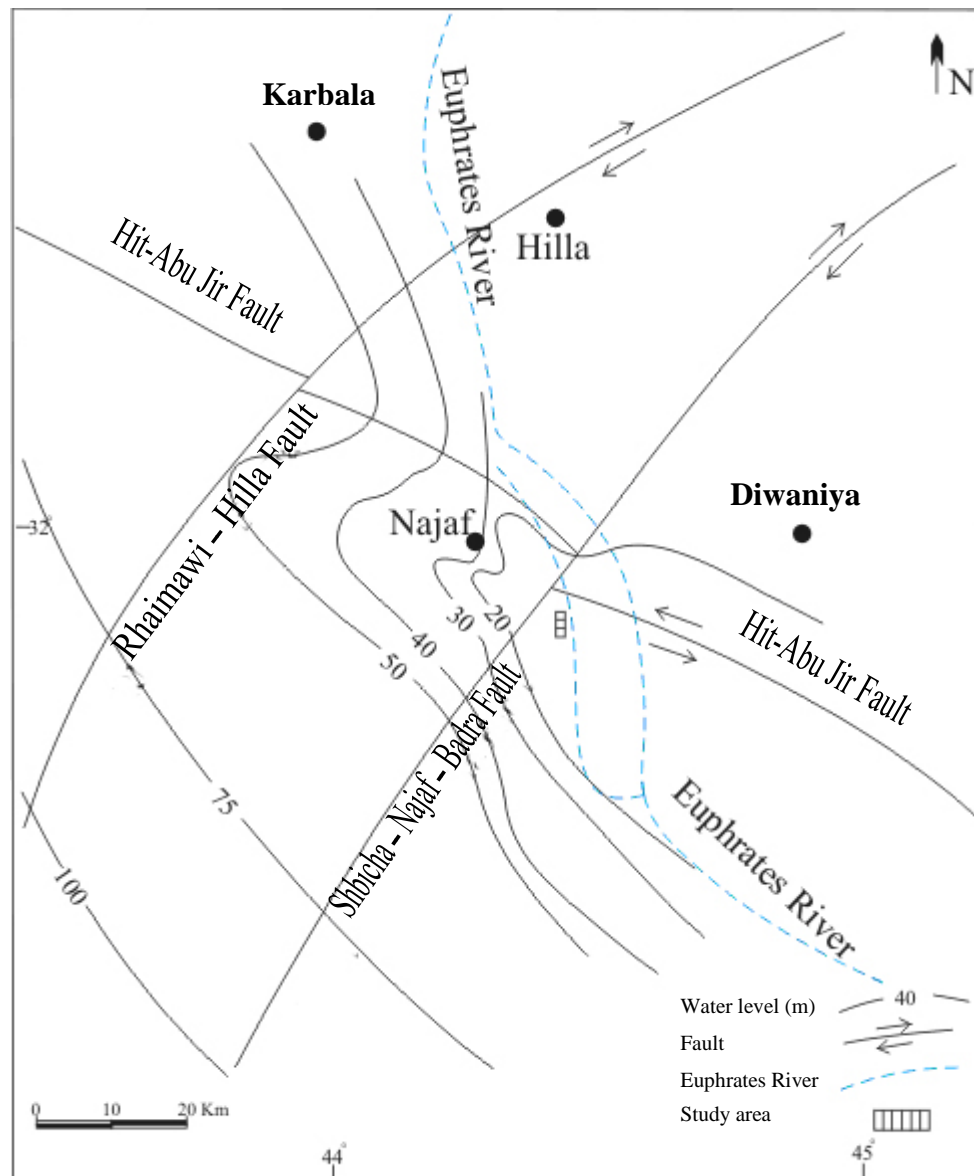 N
Karbala
Euphrates River
Hilla
Hit-Abu Jir Fault
Rhaimawi – Hilla Fault
Diwaniya
32°
Najaf
30
20
40
50
Hit-Abu Jir Fault
Shbicha – Najaf – Badra Fault
75
100
Euphrates River
Water level (m)
40
Fault
Euphrates River
Study area
0 10 20 Km
44°
45°